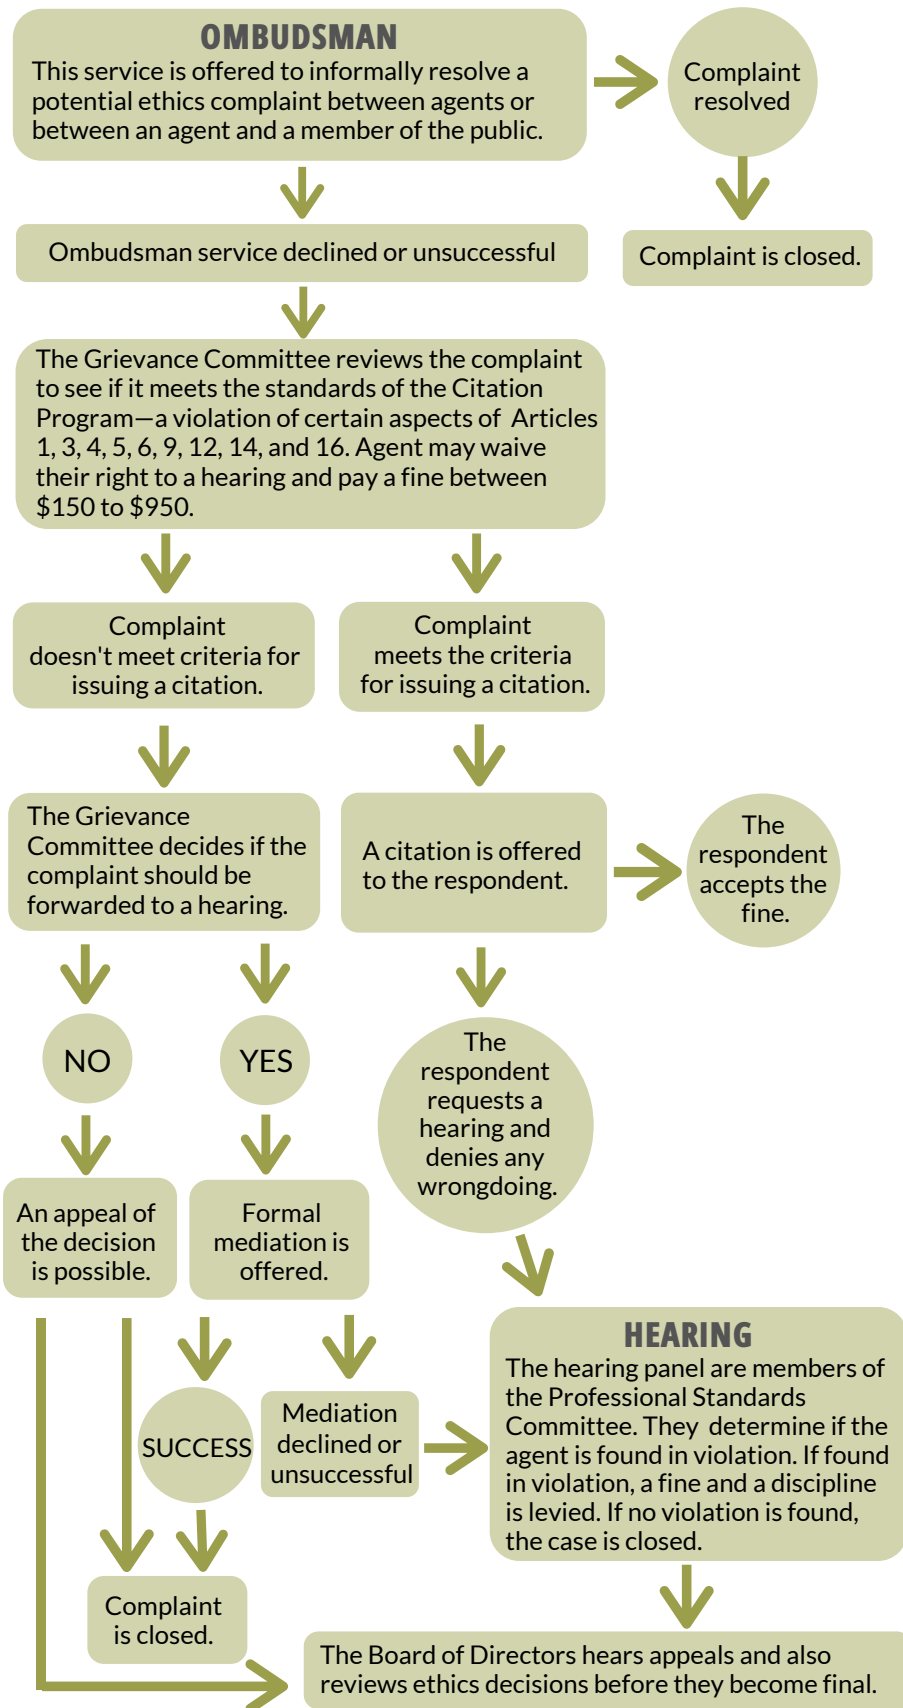 OMBUDSMAN
This service is offered to informally resolve a
potential ethics complaint between agents or
between an agent and a member of the public.
Complaint
resolved
Ombudsman service declined or unsuccessful
Complaint is closed.
The Grievance Committee reviews the complaint
to see if it meets the standards of the Citation
Program—a violation of certain aspects of Articles
1, 3, 4, 5, 6, 9, 12, 14, and 16. Agent may waive
their right to a hearing and pay a fine between
$150 to $950.
Complaint
doesn't meet criteria for
issuing a citation.
Complaint
meets the criteria
for issuing a citation.
The Grievance
Committee decides if the
complaint should be
forwarded to a hearing.
A citation is offered
to the respondent.
The
respondent
accepts the
fine.
NO
YES
The
respondent
requests a
hearing and
denies any
wrongdoing.
An appeal of
the decision
is possible.
Formal
mediation is
offered.
SUCCESS
Mediation
declined or
unsuccessful
HEARING
The hearing panel are members of
the Professional Standards
Committee. They determine if the
agent is found in violation. If found
in violation, a fine and a discipline
is levied. If no violation is found,
the case is closed.
Complaint
is closed.
The Board of Directors hears appeals and also
reviews ethics decisions before they become final.